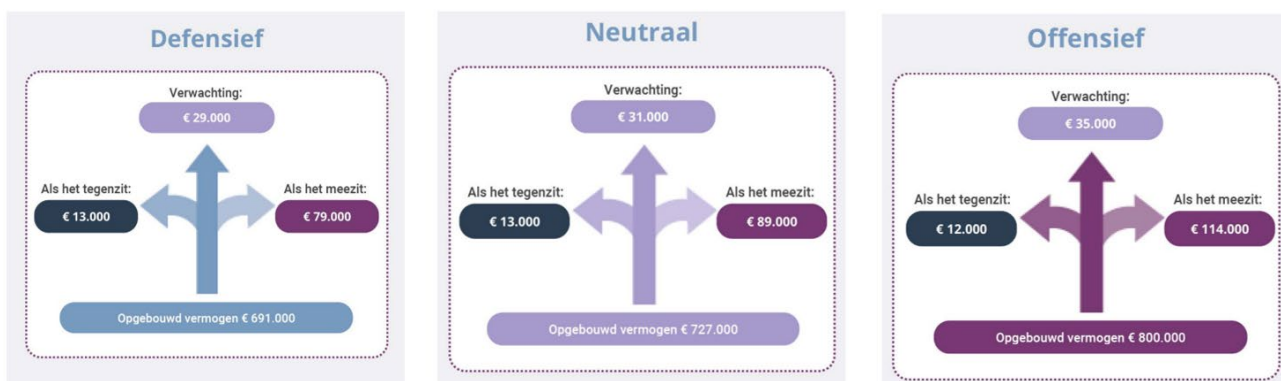 Defensief
Verwachting:
€ 29.000
Als het tegenzit:
€ 13.000
Als het meezit:
€ 79.000
Opgebouwd vermogen € 691.000
Neutraal
Verwachting:
€ 31.000
Als het tegenzit:
€ 13.000
Als het meezit:
€ 89.000
Opgebouwd vermogen € 727.000
Offensief
Verwachting:
€ 35.000
Als het tegenzit:
€ 12.000
Als het meezit:
€ 114.000
Opgebouwd vermogen € 800.000